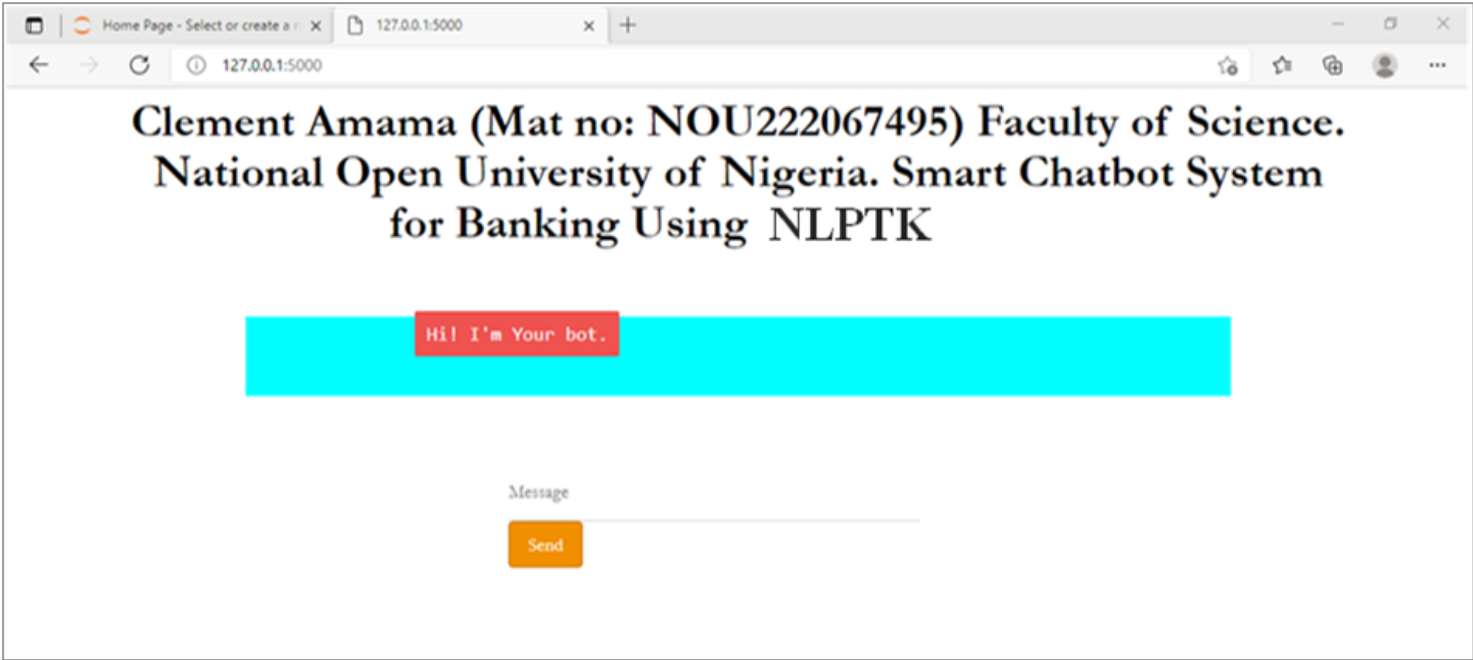 Home Page - Select or create a n 127.0.0.1:5000
127.0.0.1:5000
Clement Amama (Mat no: NOU222067495) Faculty of Science.
National Open University of Nigeria. Smart Chatbot System
for Banking Using NLPTK
Hi! I'm Your bot.
Message
Send